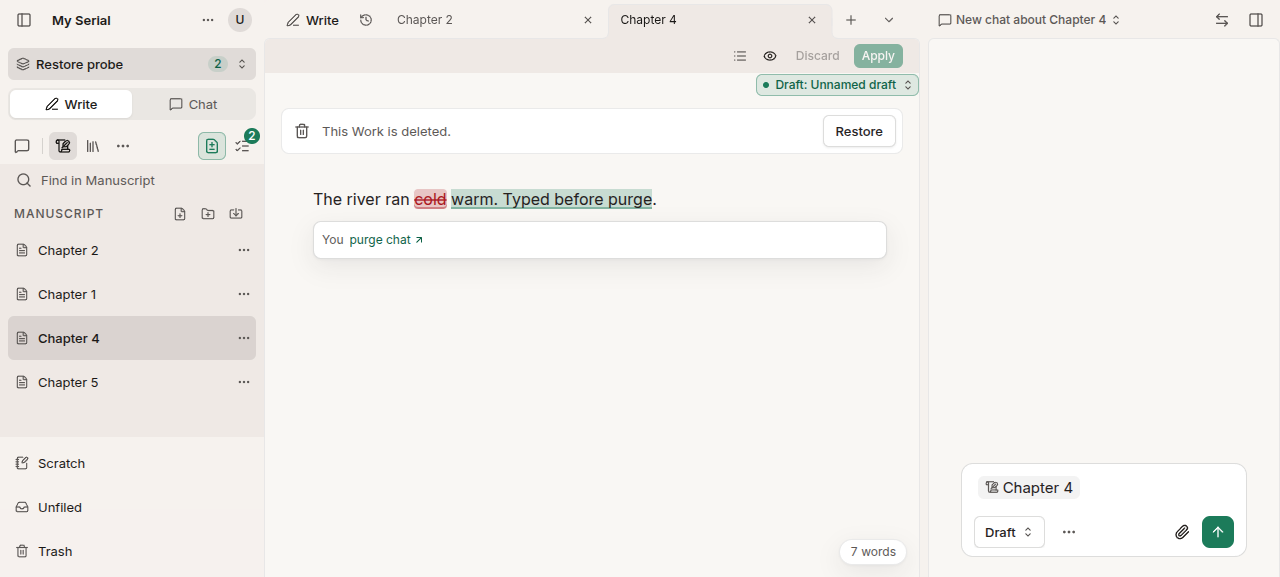 My Serial
U
Write
Chapter 2
Chapter 4
New chat about Chapter 4
Restore probe
2
Discard
Apply
Draft: Unnamed draft
Write
Chat
This Work is deleted.
Restore
2
Find in Manuscript
The river ran cold warm. Typed before purge.
MANUSCRIPT
You purge chat
Chapter 2
Chapter 1
Chapter 4
Chapter 5
Scratch
Unfiled
Trash
7 words
Chapter 4
Draft